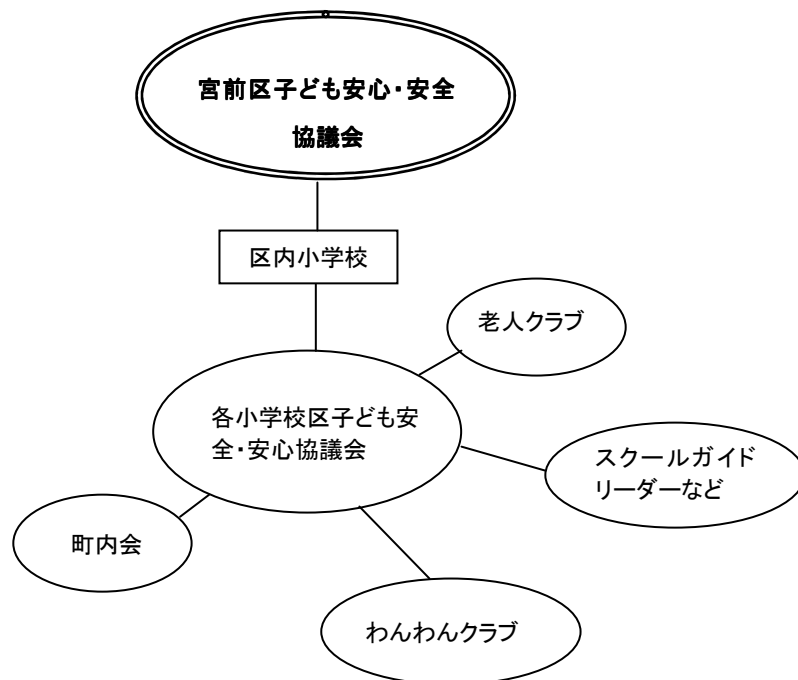 宮前区子ども安心・安全
協議会
区内小学校
老人クラブ
各小学校区子ども安
全・安心協議会
スクールガイド
リーダーなど
町内会
わんわんクラブ